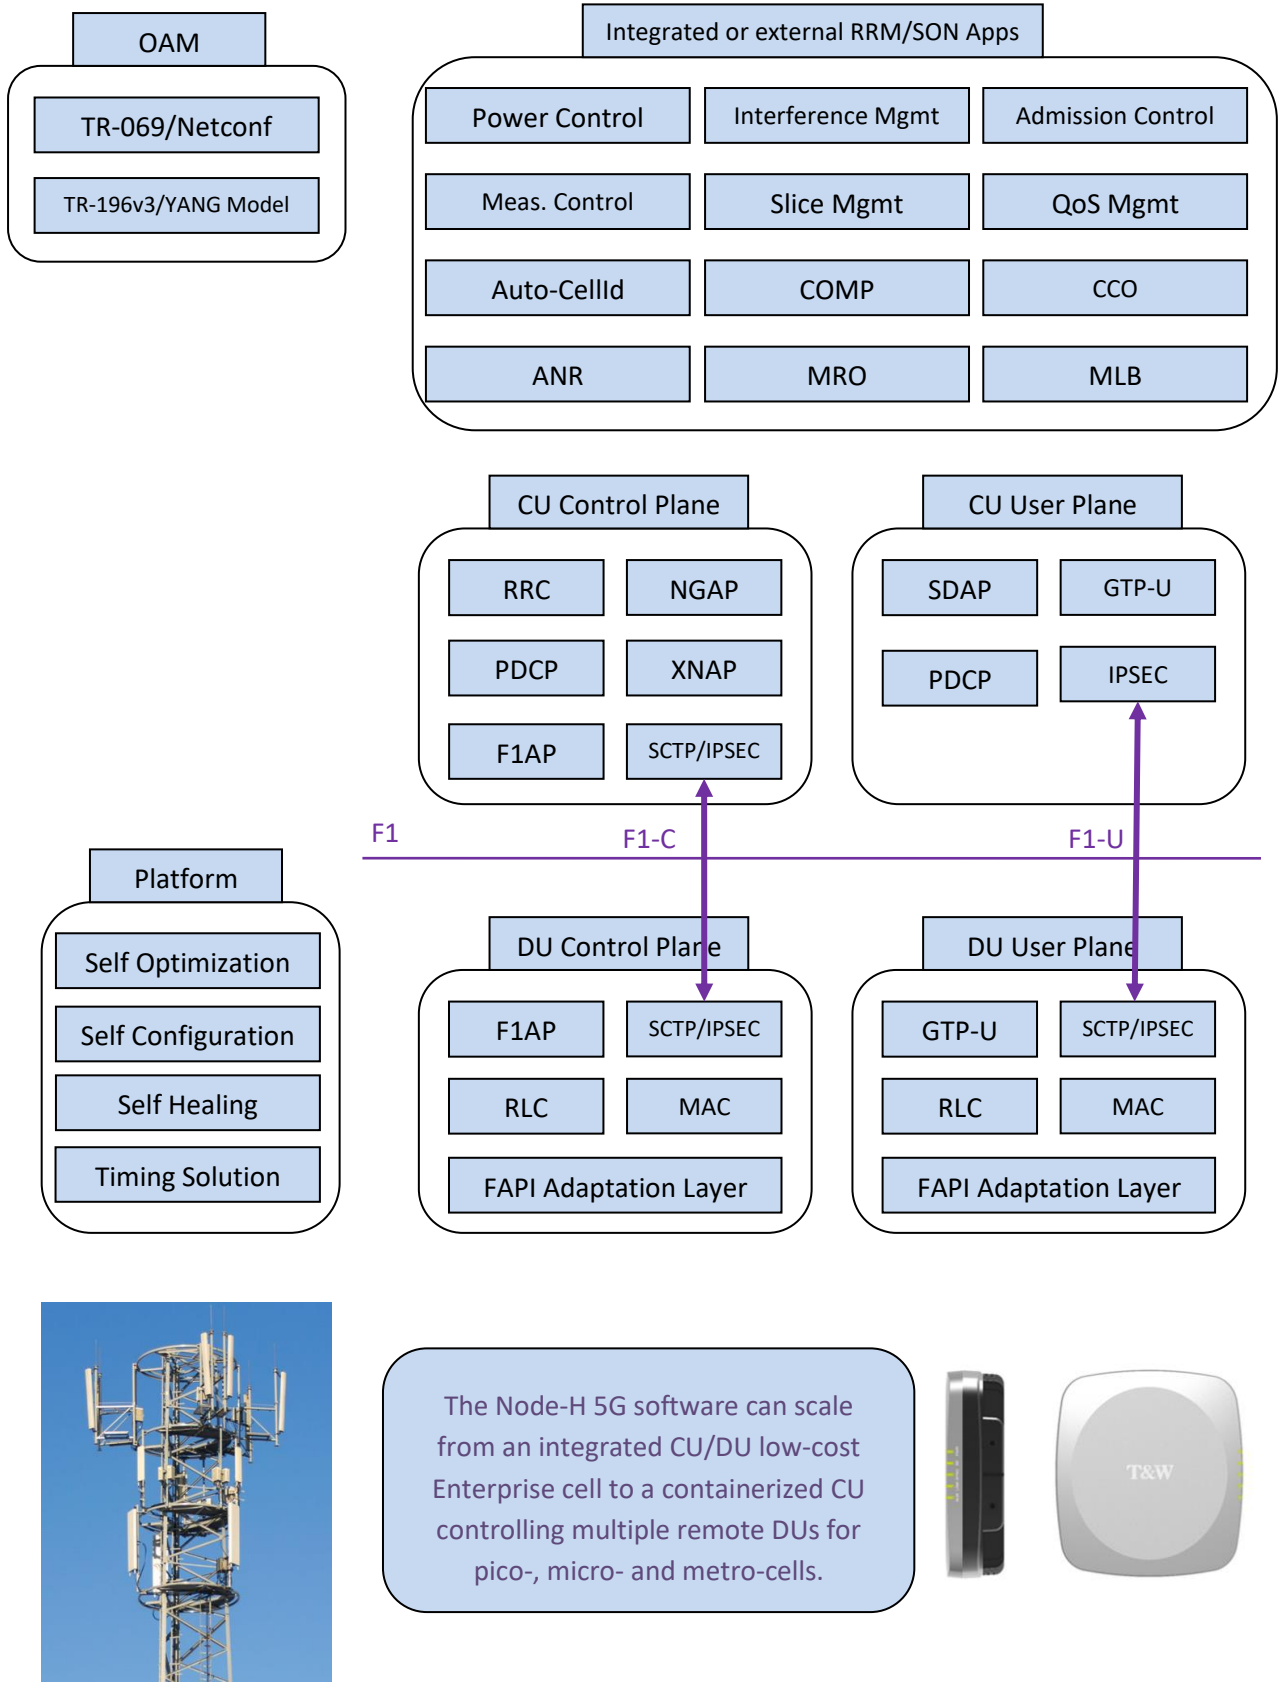 OAM
TR-069/Netconf
TR-196v3/YANG Model
Integrated or external RRM/SON Apps
Power Control
Interference Mgmt
Admission Control
Meas. Control
Slice Mgmt
QoS Mgmt
Auto-CellId
COMP
CCO
ANR
MRO
MLB
CU Control Plane
RRC
NGAP
PDCP
XNAP
F1AP
SCTP/IPSEC
CU User Plane
SDAP
GTP-U
PDCP
IPSEC
F1
F1-C
F1-U
Platform
Self Optimization
Self Configuration
Self Healing
Timing Solution
DU Control Plane
F1AP
SCTP/IPSEC
RLC
MAC
FAPI Adaptation Layer
DU User Plane
GTP-U
SCTP/IPSEC
RLC
MAC
FAPI Adaptation Layer
The Node-H 5G software can scale
from an integrated CU/DU low-cost
Enterprise cell to a containerized CU
controlling multiple remote DUs for
pico-, micro- and metro-cells.
T&W